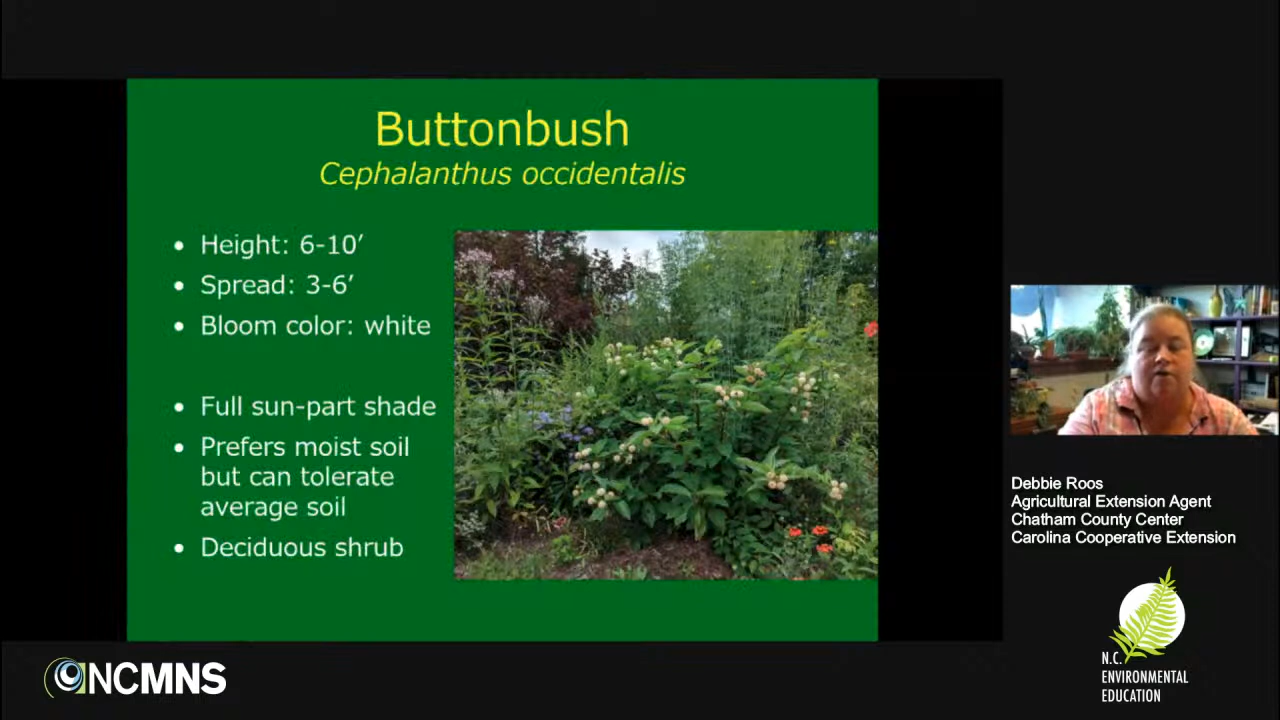 Buttonbush
Cephalanthus occidentalis
• Height: 6-10’
• Spread: 3-6’
• Bloom color: white
• Full sun-part shade
• Prefers moist soil
but can tolerate
average soil
• Deciduous shrub
Debbie Roos
Agricultural Extension Agent
Chatham County Center
Carolina Cooperative Extension
NCMNS
N.C.
ENVIRONMENTAL
EDUCATION